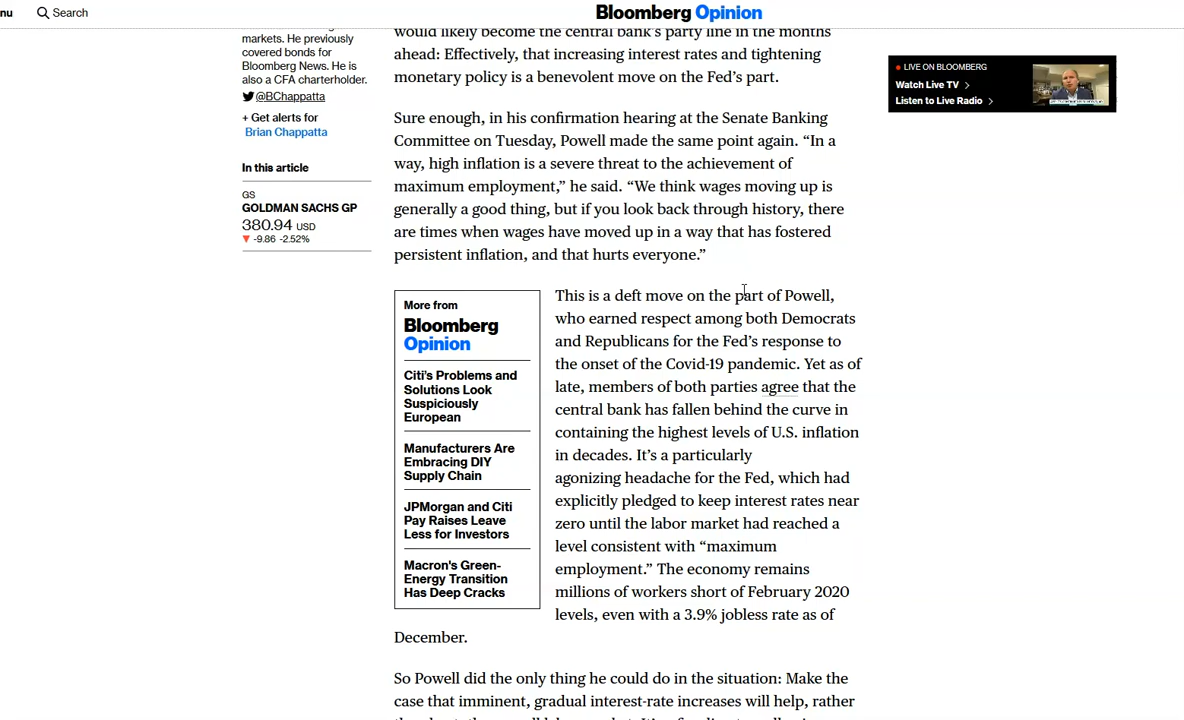 nu
Search
Bloomberg Opinion
markets. He previously
covered bonds for
Bloomberg News. He is
also a CFA charterholder.
@BChappatta
+ Get alerts for
Brian Chappatta
In this article
GS
GOLDMAN SACHS GP
380.94 USD
▼ -9.86 -2.52%
would likely become the central bank’s party line in the months
ahead: Effectively, that increasing interest rates and tightening
monetary policy is a benevolent move on the Fed’s part.
Sure enough, in his confirmation hearing at the Senate Banking
Committee on Tuesday, Powell made the same point again. “In a
way, high inflation is a severe threat to the achievement of
maximum employment,” he said. “We think wages moving up is
generally a good thing, but if you look back through history, there
are times when wages have moved up in a way that has fostered
persistent inflation, and that hurts everyone.”
More from
Bloomberg
Opinion
Citi’s Problems and
Solutions Look
Suspiciously
European
Manufacturers Are
Embracing DIY
Supply Chain
JPMorgan and Citi
Pay Raises Leave
Less for Investors
Macron's Green-
Energy Transition
Has Deep Cracks
This is a deft move on the part of Powell,
who earned respect among both Democrats
and Republicans for the Fed’s response to
the onset of the Covid-19 pandemic. Yet as of
late, members of both parties agree that the
central bank has fallen behind the curve in
containing the highest levels of U.S. inflation
in decades. It’s a particularly
agonizing headache for the Fed, which had
explicitly pledged to keep interest rates near
zero until the labor market had reached a
level consistent with “maximum
employment.” The economy remains
millions of workers short of February 2020
levels, even with a 3.9% jobless rate as of
December.
So Powell did the only thing he could do in the situation: Make the
case that imminent, gradual interest-rate increases will help, rather
LIVE ON BLOOMBERG
Watch Live TV >
Listen to Live Radio >